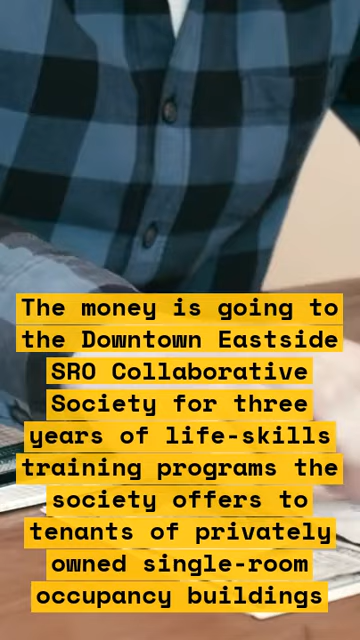 The money is going to
the Downtown Eastside
SRO Collaborative
Society for three
years of life-skills
training programs the
society offers to
tenants of privately
owned single-room
occupancy buildings